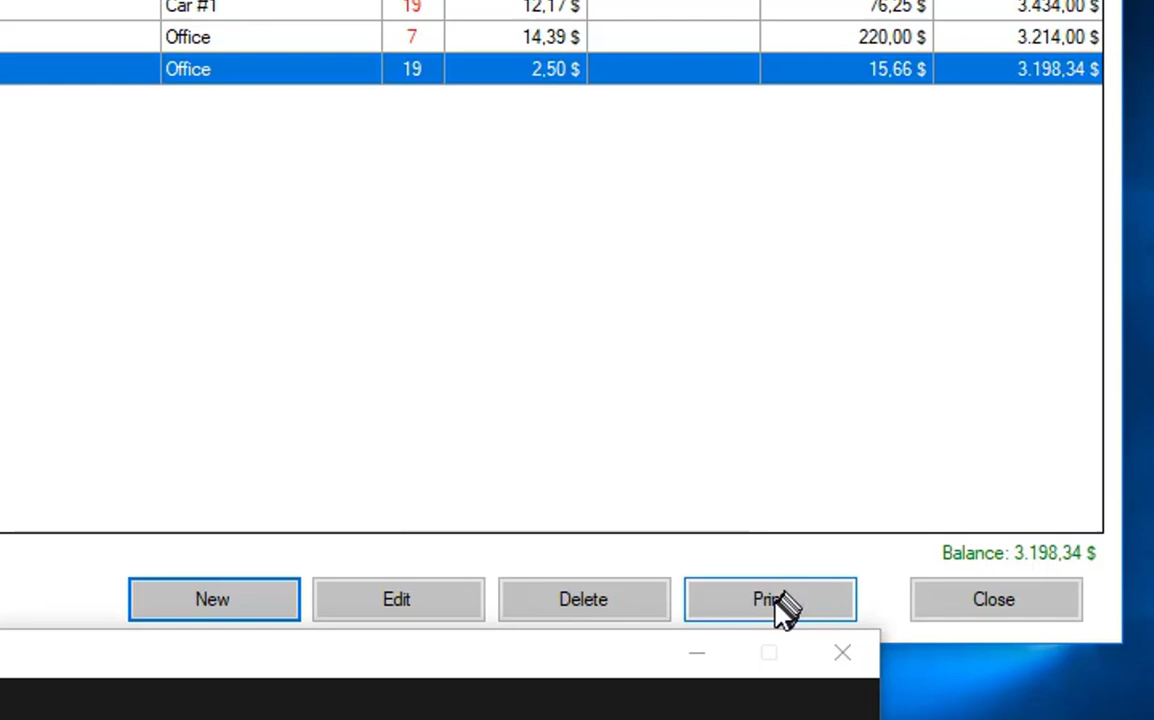 Car #1 19 12,17 $ 76,25 $ 3.434,00 $
Office 7 14,39 $ 220,00 $ 3.214,00 $
Office 19 2,50 $ 15,66 $ 3.198,34 $
Balance: 3.198,34 $
New Edit Delete Print Close